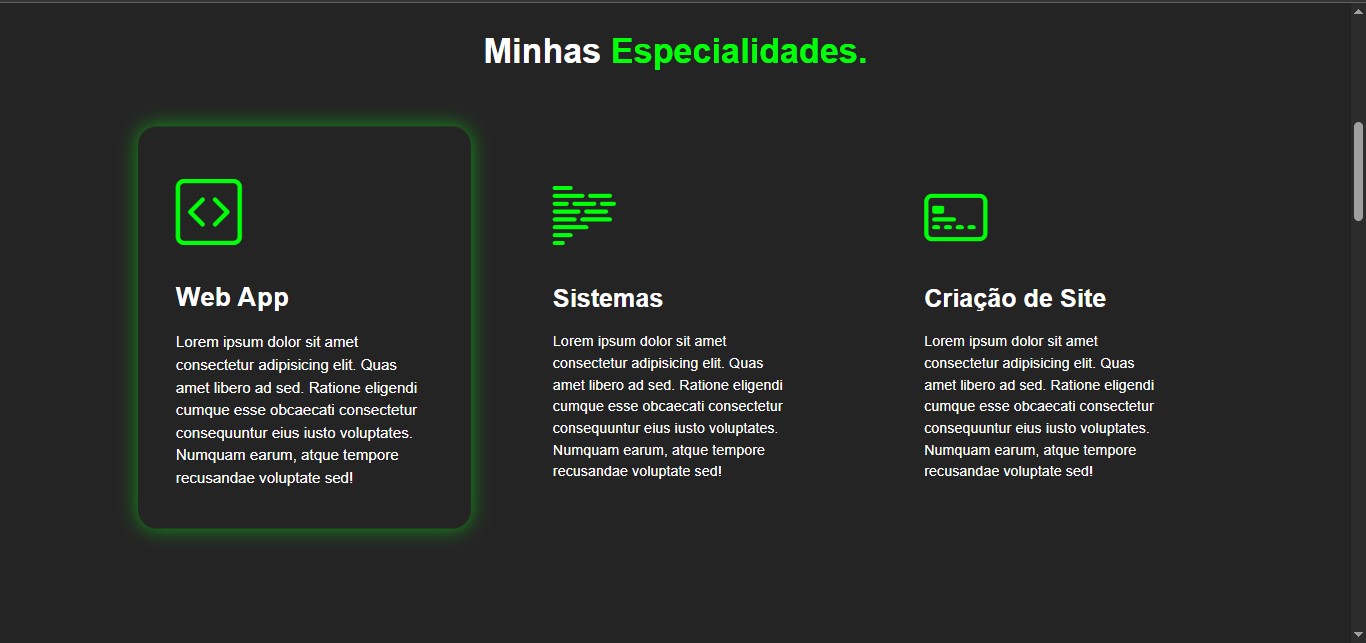 Minhas Especialidades.
Web App
Lorem ipsum dolor sit amet
consectetur adipisicing elit. Quas
amet libero ad sed. Ratione eligendi
cumque esse obcaecati consectetur
consequuntur eius iusto voluptates.
Numquam earum, atque tempore
recusandae voluptate sed!
Sistemas
Lorem ipsum dolor sit amet
consectetur adipisicing elit. Quas
amet libero ad sed. Ratione eligendi
cumque esse obcaecati consectetur
consequuntur eius iusto voluptates.
Numquam earum, atque tempore
recusandae voluptate sed!
Criação de Site
Lorem ipsum dolor sit amet
consectetur adipisicing elit. Quas
amet libero ad sed. Ratione eligendi
cumque esse obcaecati consectetur
consequuntur eius iusto voluptates.
Numquam earum, atque tempore
recusandae voluptate sed!